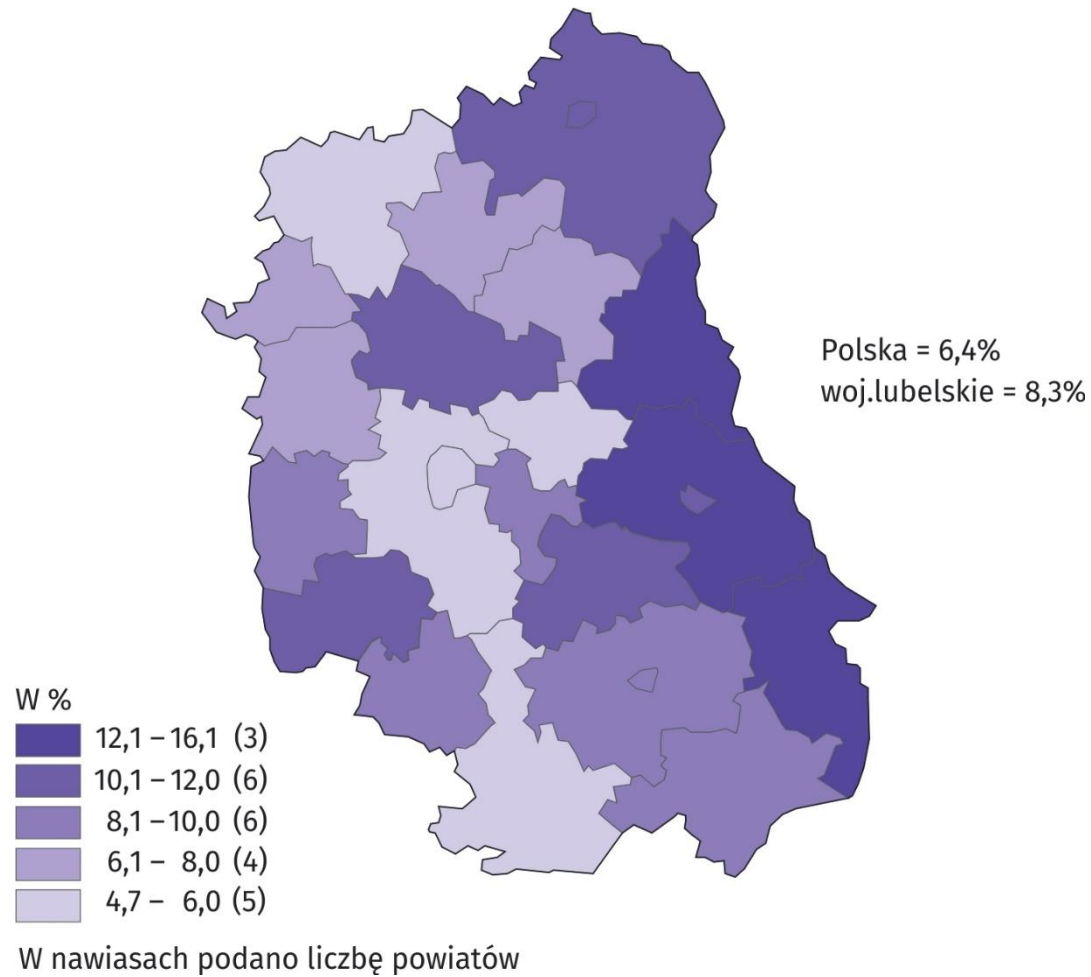 Polska = 6,4%
woj.lubelskie = 8,3%
W %
12,1 – 16,1 (3)
10,1 – 12,0 (6)
8,1 – 10,0 (6)
6,1 – 8,0 (4)
4,7 – 6,0 (5)
W nawiasach podano liczbę powiatów